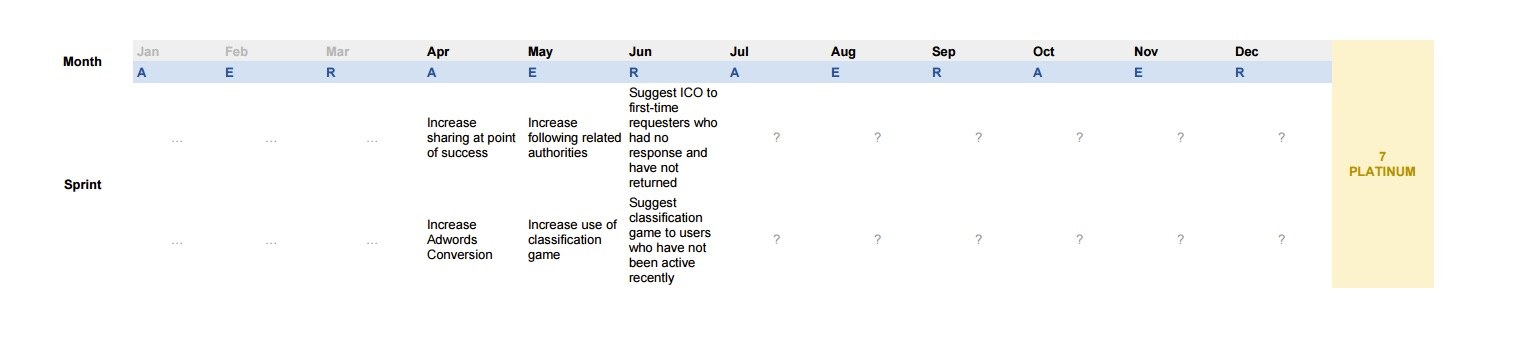 Month
Jan Feb Mar Apr May Jun Jul Aug Sep Oct Nov Dec
A E R A E R A E R A E R
Sprint
...
...
...
Increase
sharing at point
of success
Increase
following related
authorities
Suggest ICO to
first-time
requesters who
had no
response and
have not
returned
? ? ? ? ? ?
...
...
...
Increase
Adwords
Conversion
Increase use of
classification
game
Suggest
classification
game to users
who have not
been active
recently
? ? ? ? ? ?
7
PLATINUM